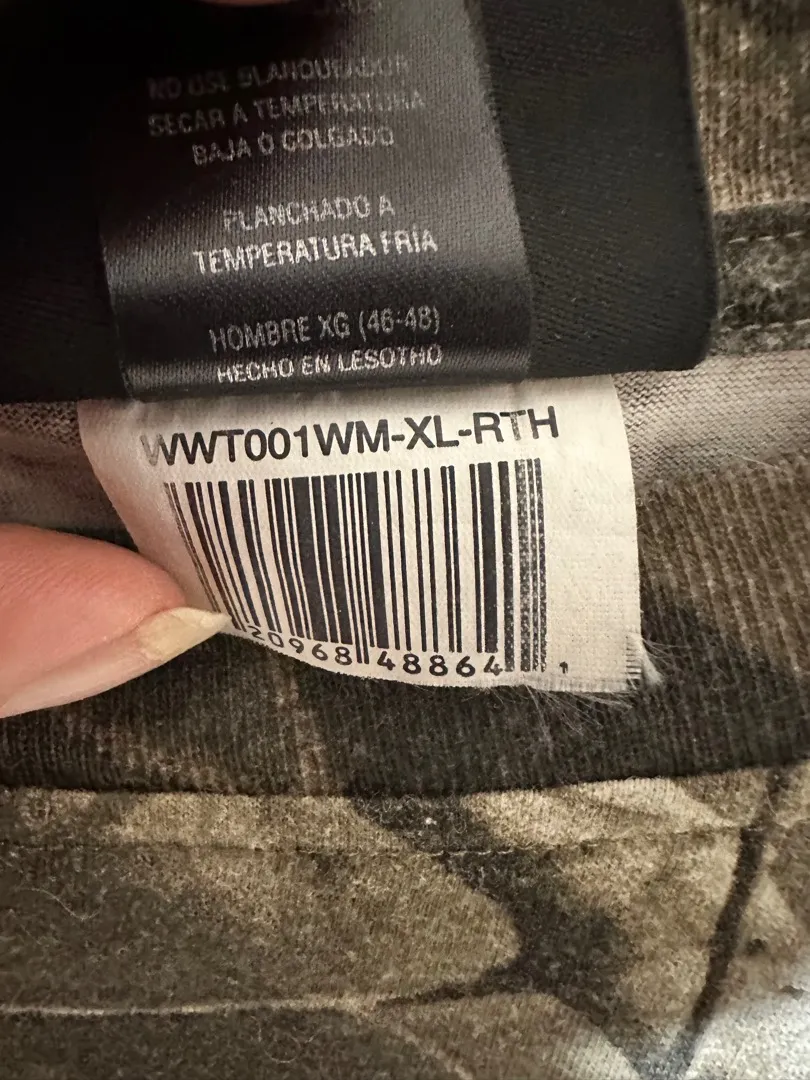 NO USE BLANQUEADOR
SECAR A TEMPERATURA
BAJA O COLGADO
PLANCHADO A
TEMPERATURA FRÍA
HOMBRE XG (46-48)
HECHO EN LESOTHO
WWT001WM-XL-RTH
20968 48864